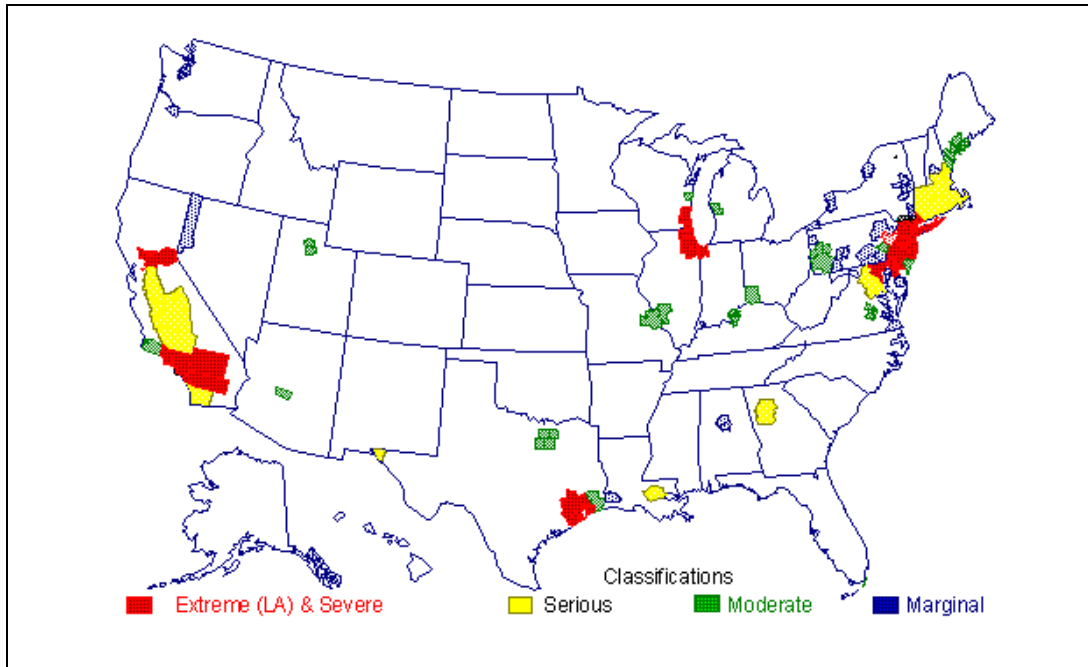 Classifications
Extreme (LA) & Severe Serious Moderate Marginal